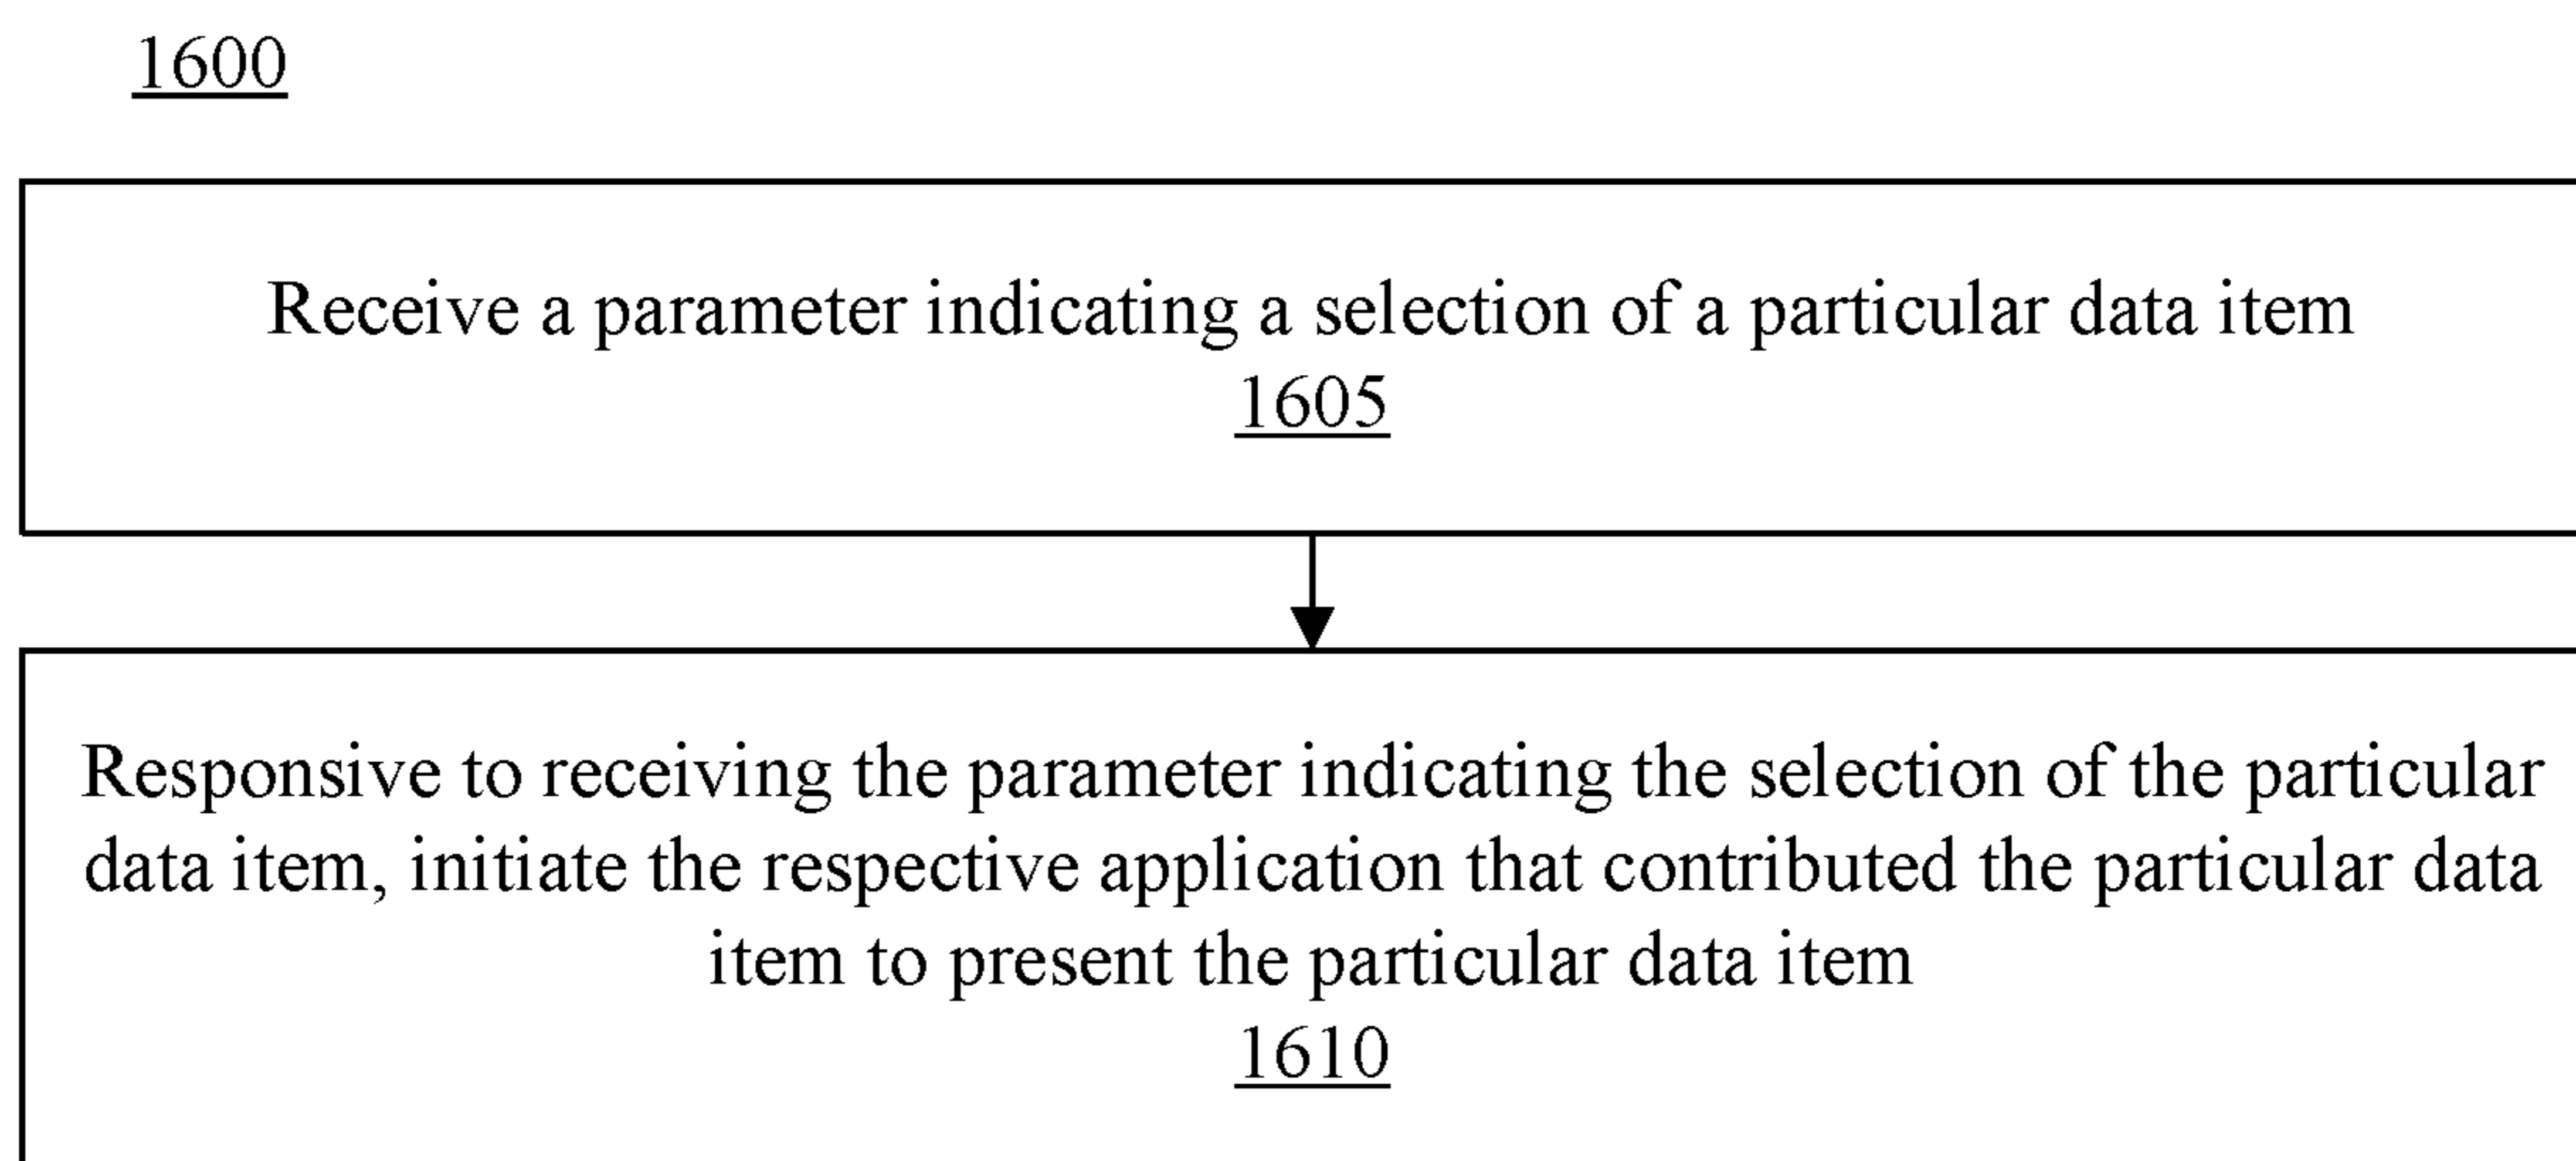 1600
Receive a parameter indicating a selection of a particular data item
1605
Responsive to receiving the parameter indicating the selection of the particular
data item, initiate the respective application that contributed the particular data
item to present the particular data item
1610